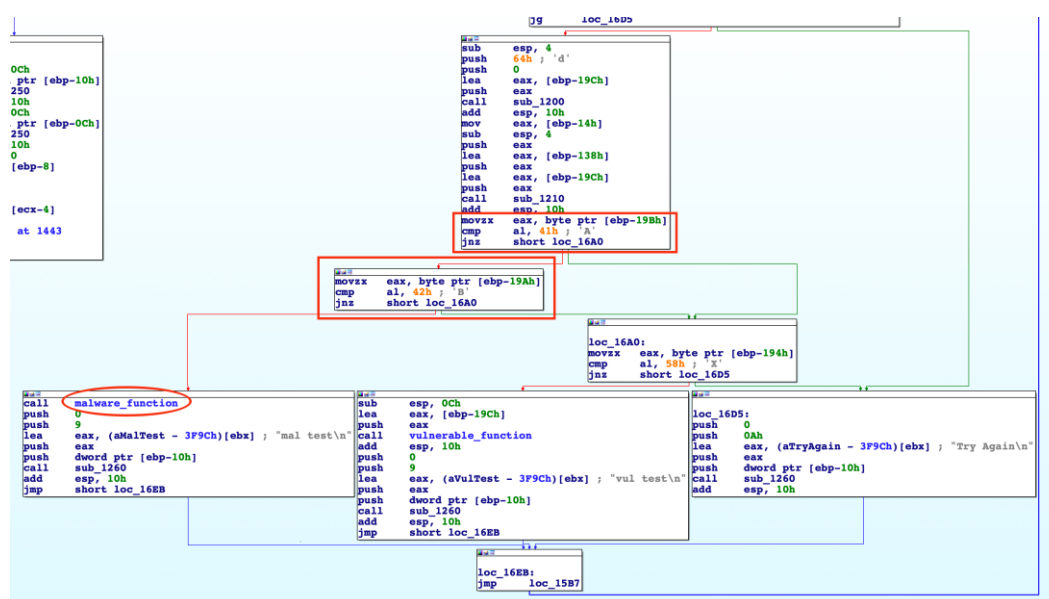 jg loc_16D5
0Ch
ptr [ebp-10h]
250
10h
0Ch
ptr [ebp-0Ch]
250
10h
0
[ebp-8]
[ecx-4]
at 1443
sub esp, 4
push 64h ; 'd'
push 0
lea eax, [ebp-19Ch]
push eax
call sub_1200
add esp, 10h
mov eax, [ebp-14h]
sub esp, 4
push eax
lea eax, [ebp-138h]
push eax
lea eax, [ebp-19Ch]
push eax
call sub_1210
add esp, 10h
movzx eax, byte ptr [ebp-19Bh]
cmp al, 41h ; 'A'
jnz short loc_16A0
movzx eax, byte ptr [ebp-19Ah]
cmp al, 42h ; 'B'
jnz short loc_16A0
loc_16A0:
movzx eax, byte ptr [ebp-194h]
cmp al, 58h ; 'X'
jnz short loc_16D5
call malware_function
push 0
push 9
lea eax, (aMalTest - 3F9Ch)[ebx] ; "mal test\n"
push eax
push dword ptr [ebp-10h]
call sub_1260
add esp, 10h
jmp short loc_16EB
sub esp, 0Ch
lea eax, [ebp-19Ch]
push eax
call vulnerable_function
add esp, 10h
push 0
push 9
lea eax, (aVulTest - 3F9Ch)[ebx] ; "vul test\n"
push eax
push dword ptr [ebp-10h]
call sub_1260
add esp, 10h
jmp short loc_16EB
loc_16D5:
push 0
push 0Ah
lea eax, (aTryAgain - 3F9Ch)[ebx] ; "Try Again\n"
push eax
push dword ptr [ebp-10h]
call sub_1260
add esp, 10h
loc_16EB:
jmp loc_15B7